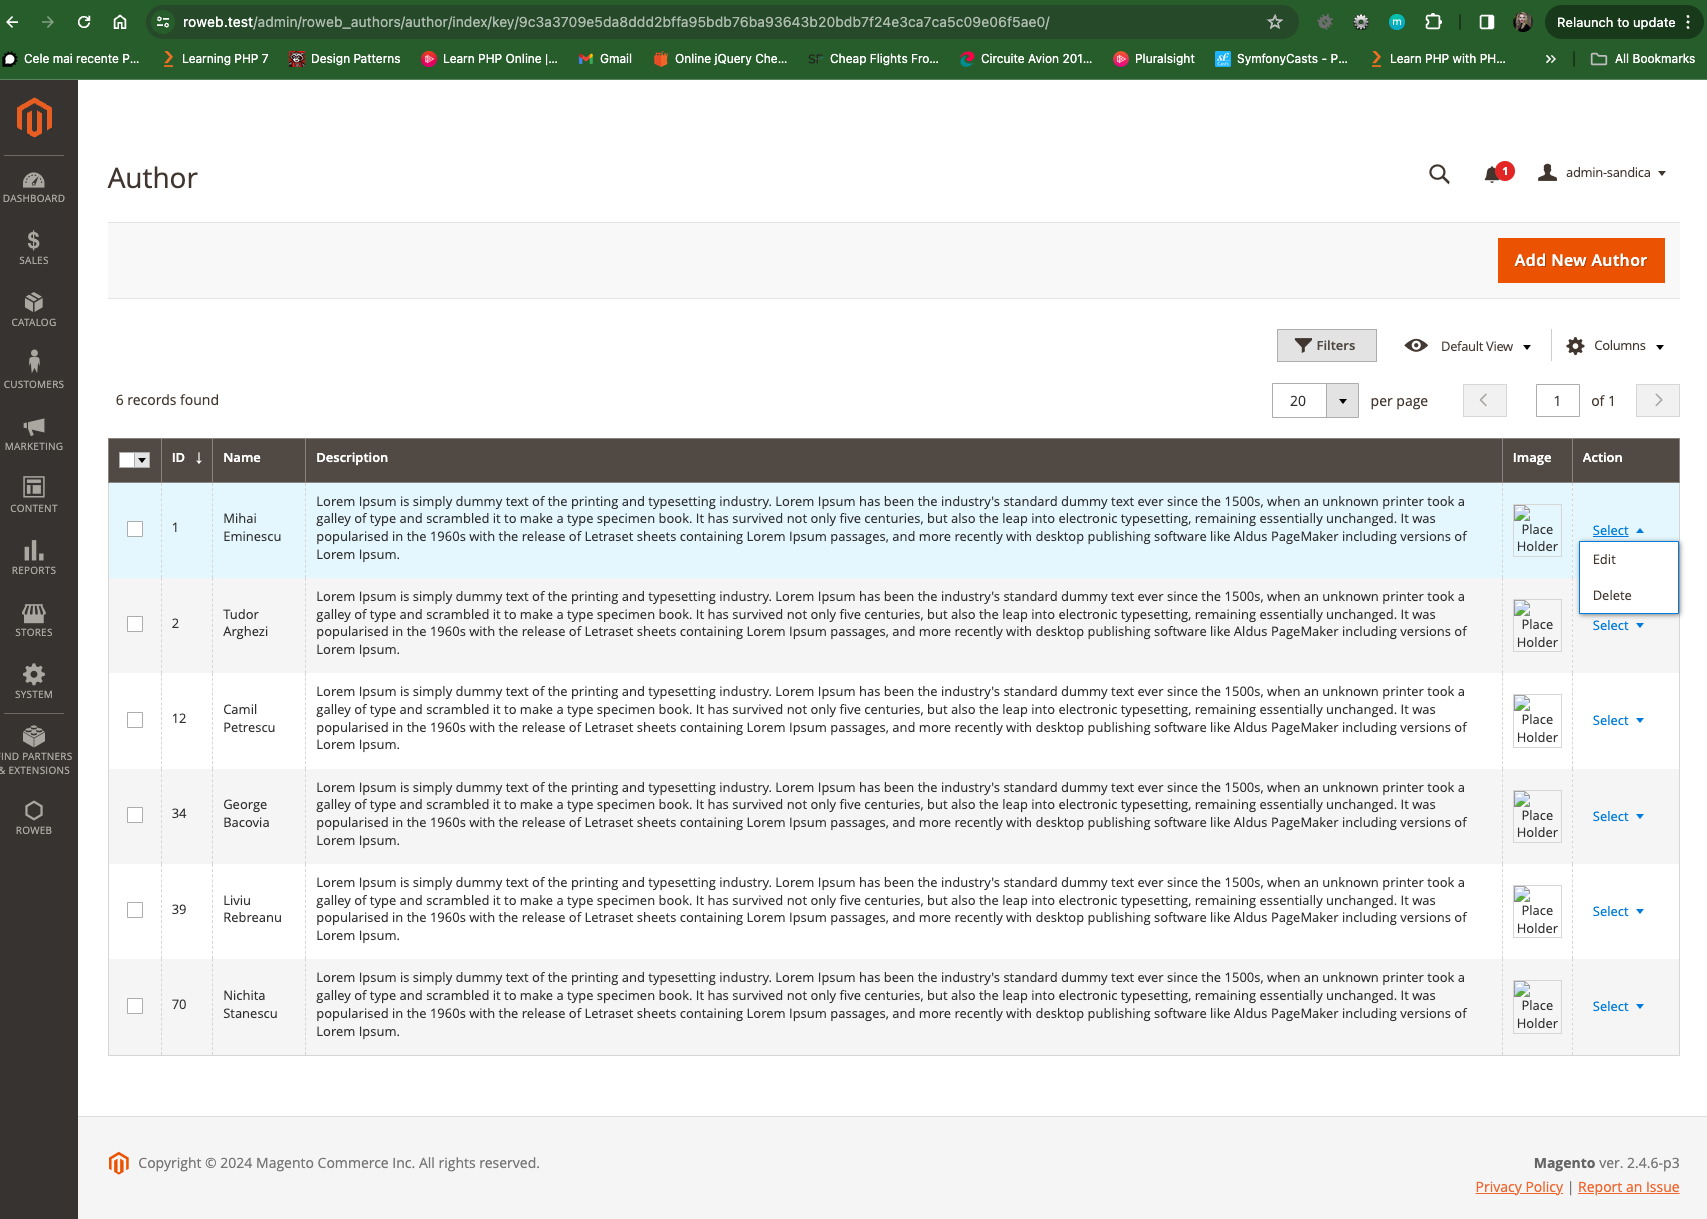 roweb.test/admin/roweb_authors/author/index/key/9c3a3709e5da8ddd2bffa95bdb76ba93643b20bdb7f24e3ca7ca5c09e06f5ae0/
m
Relaunch to update
Cele mai recente P...
Learning PHP 7
Design Patterns
Learn PHP Online |...
Gmail
Online jQuery Che...
SF
Cheap Flights Fro...
Circuite Avion 201...
Pluralsight
SymfonyCasts - P...
Learn PHP with PH...
»
All Bookmarks
Author
1
admin-sandica
DASHBOARD
SALES
CATALOG
CUSTOMERS
MARKETING
CONTENT
REPORTS
STORES
SYSTEM
IND PARTNERS
& EXTENSIONS
ROWEB
Add New Author
Filters
Default View
Columns
6 records found
20
per page
1
of 1
ID ↓
Name
Description
Image
Action
1
Mihai
Eminescu
Lorem Ipsum is simply dummy text of the printing and typesetting industry. Lorem Ipsum has been the industry's standard dummy text ever since the 1500s, when an unknown printer took a
galley of type and scrambled it to make a type specimen book. It has survived not only five centuries, but also the leap into electronic typesetting, remaining essentially unchanged. It was
popularised in the 1960s with the release of Letraset sheets containing Lorem Ipsum passages, and more recently with desktop publishing software like Aldus PageMaker including versions of
Lorem Ipsum.
Place
Holder
Select
Edit
Delete
2
Tudor
Arghezi
Lorem Ipsum is simply dummy text of the printing and typesetting industry. Lorem Ipsum has been the industry's standard dummy text ever since the 1500s, when an unknown printer took a
galley of type and scrambled it to make a type specimen book. It has survived not only five centuries, but also the leap into electronic typesetting, remaining essentially unchanged. It was
popularised in the 1960s with the release of Letraset sheets containing Lorem Ipsum passages, and more recently with desktop publishing software like Aldus PageMaker including versions of
Lorem Ipsum.
Place
Holder
Select
12
Camil
Petrescu
Lorem Ipsum is simply dummy text of the printing and typesetting industry. Lorem Ipsum has been the industry's standard dummy text ever since the 1500s, when an unknown printer took a
galley of type and scrambled it to make a type specimen book. It has survived not only five centuries, but also the leap into electronic typesetting, remaining essentially unchanged. It was
popularised in the 1960s with the release of Letraset sheets containing Lorem Ipsum passages, and more recently with desktop publishing software like Aldus PageMaker including versions of
Lorem Ipsum.
Place
Holder
Select
34
George
Bacovia
Lorem Ipsum is simply dummy text of the printing and typesetting industry. Lorem Ipsum has been the industry's standard dummy text ever since the 1500s, when an unknown printer took a
galley of type and scrambled it to make a type specimen book. It has survived not only five centuries, but also the leap into electronic typesetting, remaining essentially unchanged. It was
popularised in the 1960s with the release of Letraset sheets containing Lorem Ipsum passages, and more recently with desktop publishing software like Aldus PageMaker including versions of
Lorem Ipsum.
Place
Holder
Select
39
Liviu
Rebreanu
Lorem Ipsum is simply dummy text of the printing and typesetting industry. Lorem Ipsum has been the industry's standard dummy text ever since the 1500s, when an unknown printer took a
galley of type and scrambled it to make a type specimen book. It has survived not only five centuries, but also the leap into electronic typesetting, remaining essentially unchanged. It was
popularised in the 1960s with the release of Letraset sheets containing Lorem Ipsum passages, and more recently with desktop publishing software like Aldus PageMaker including versions of
Lorem Ipsum.
Place
Holder
Select
70
Nichita
Stanescu
Lorem Ipsum is simply dummy text of the printing and typesetting industry. Lorem Ipsum has been the industry's standard dummy text ever since the 1500s, when an unknown printer took a
galley of type and scrambled it to make a type specimen book. It has survived not only five centuries, but also the leap into electronic typesetting, remaining essentially unchanged. It was
popularised in the 1960s with the release of Letraset sheets containing Lorem Ipsum passages, and more recently with desktop publishing software like Aldus PageMaker including versions of
Lorem Ipsum.
Place
Holder
Select
Copyright © 2024 Magento Commerce Inc. All rights reserved.
Magento ver. 2.4.6-p3
Privacy Policy | Report an Issue